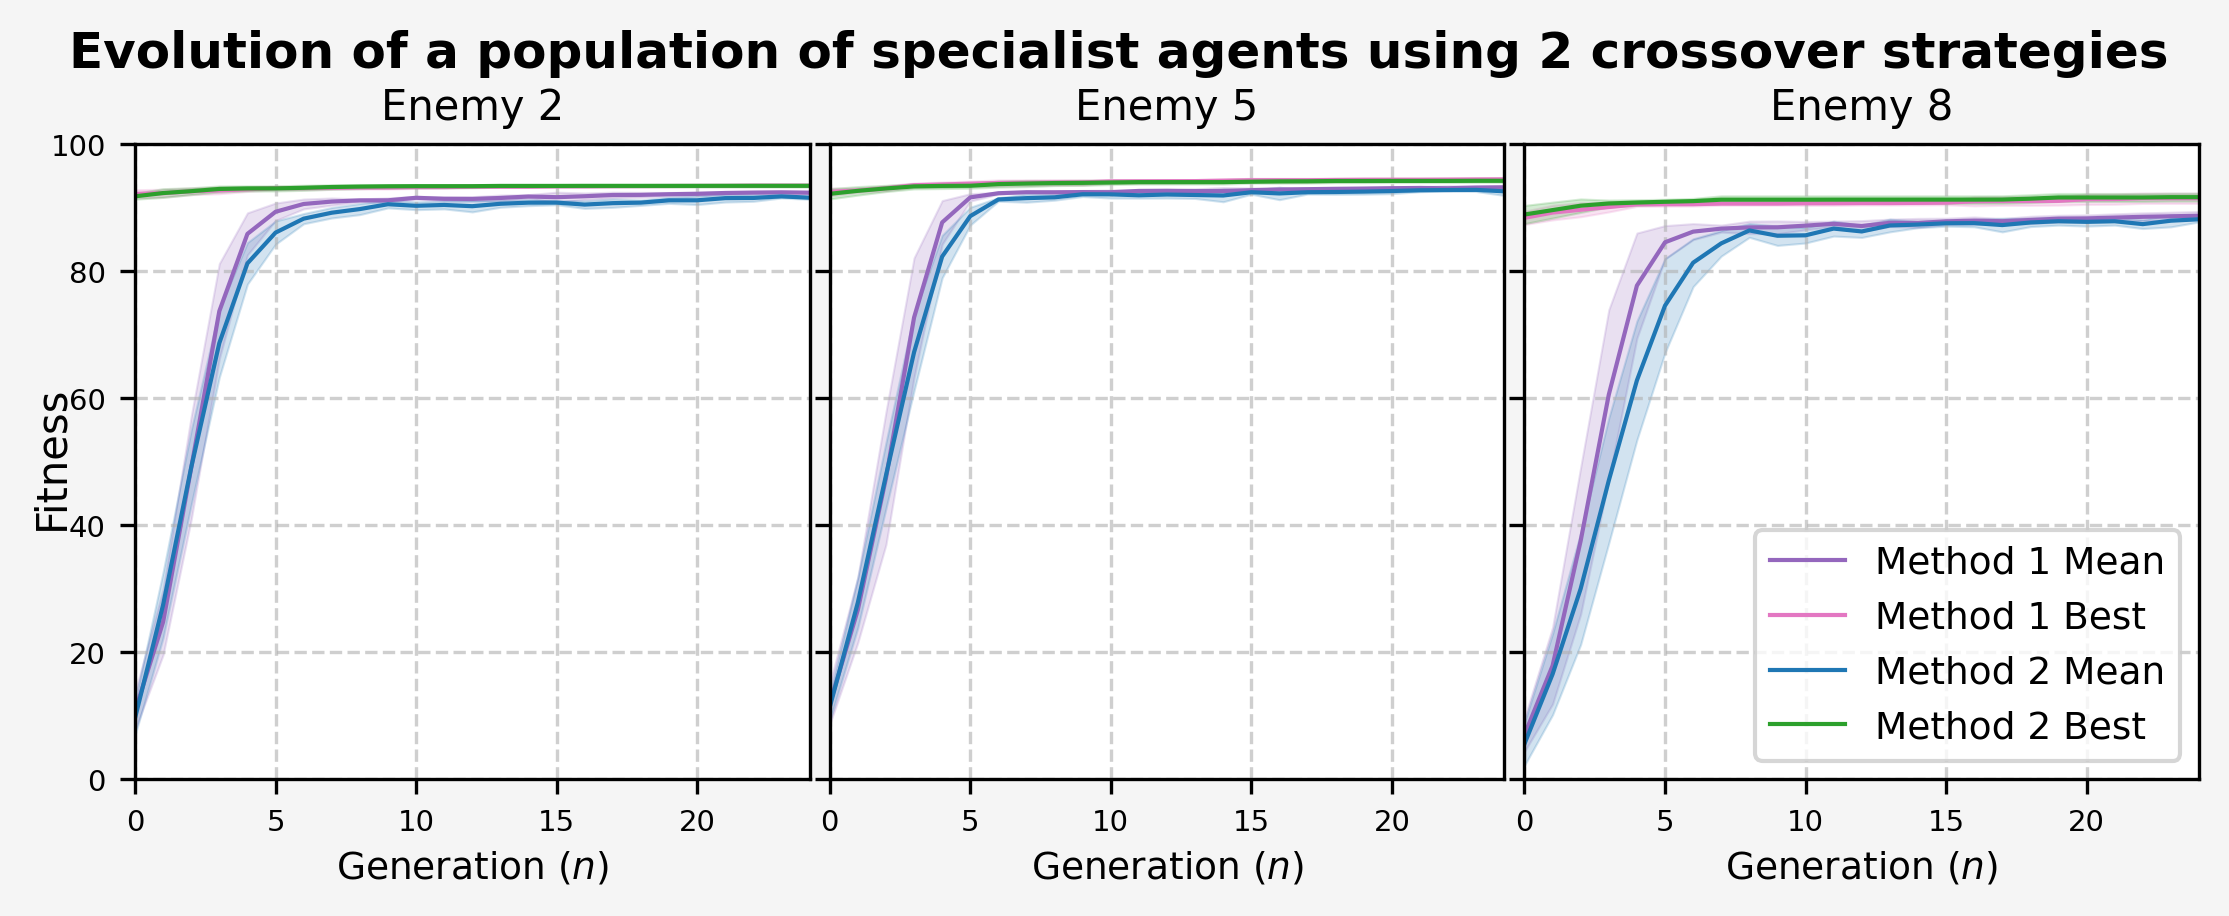 Evolution of a population of specialist agents using 2 crossover strategies
Enemy 2
Enemy 5
Enemy 8
Fitness
100
80
60
40
20
0
0 5 10 15 20
0 5 10 15 20
0 5 10 15 20
Generation (n)
Generation (n)
Generation (n)
Method 1 Mean
Method 1 Best
Method 2 Mean
Method 2 Best